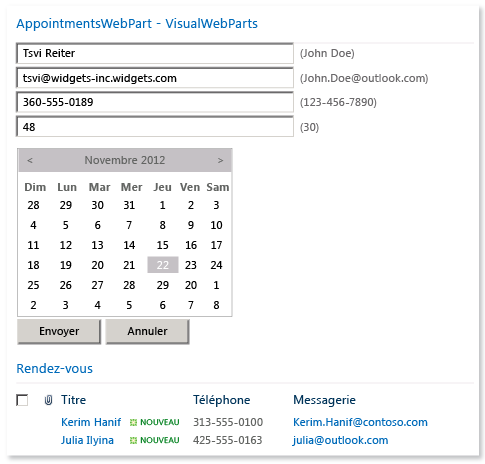 AppointmentsWebPart - VisualWebParts
Tsvi Reiter (John Doe)
tsvi@widgets-inc.widgets.com (John.Doe@outlook.com)
360-555-0189 (123-456-7890)
48 (30)
< Novembre 2012 >
Dim Lun Mar Mer Jeu Ven Sam
28 29 30 31 1 2 3
4 5 6 7 8 9 10
11 12 13 14 15 16 17
18 19 20 21 22 23 24
25 26 27 28 29 20 1
2 3 4 5 6 7 8
Envoyer Annuler
Rendez-vous
Titre Téléphone Messagerie
Kerim Hanif NOUVEAU 313-555-0100 Kerim.Hanif@contoso.com
Julia Ilyina NOUVEAU 425-555-0163 julia@outlook.com